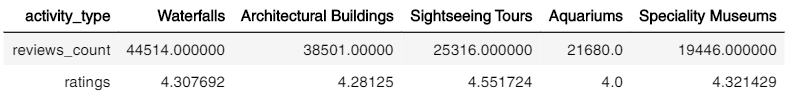 activity_type Waterfalls Architectural Buildings Sightseeing Tours Aquariums Speciality Museums
reviews_count 44514.000000 38501.00000 25316.000000 21680.0 19446.000000
ratings 4.307692 4.28125 4.551724 4.0 4.321429